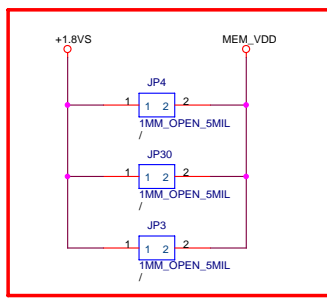 +1.8VS MEM_VDD
JP4
1 1 2 2
1MM_OPEN_5MIL
/
JP30
1 1 2 2
1MM_OPEN_5MIL
/
JP3
1 1 2 2
1MM_OPEN_5MIL
/